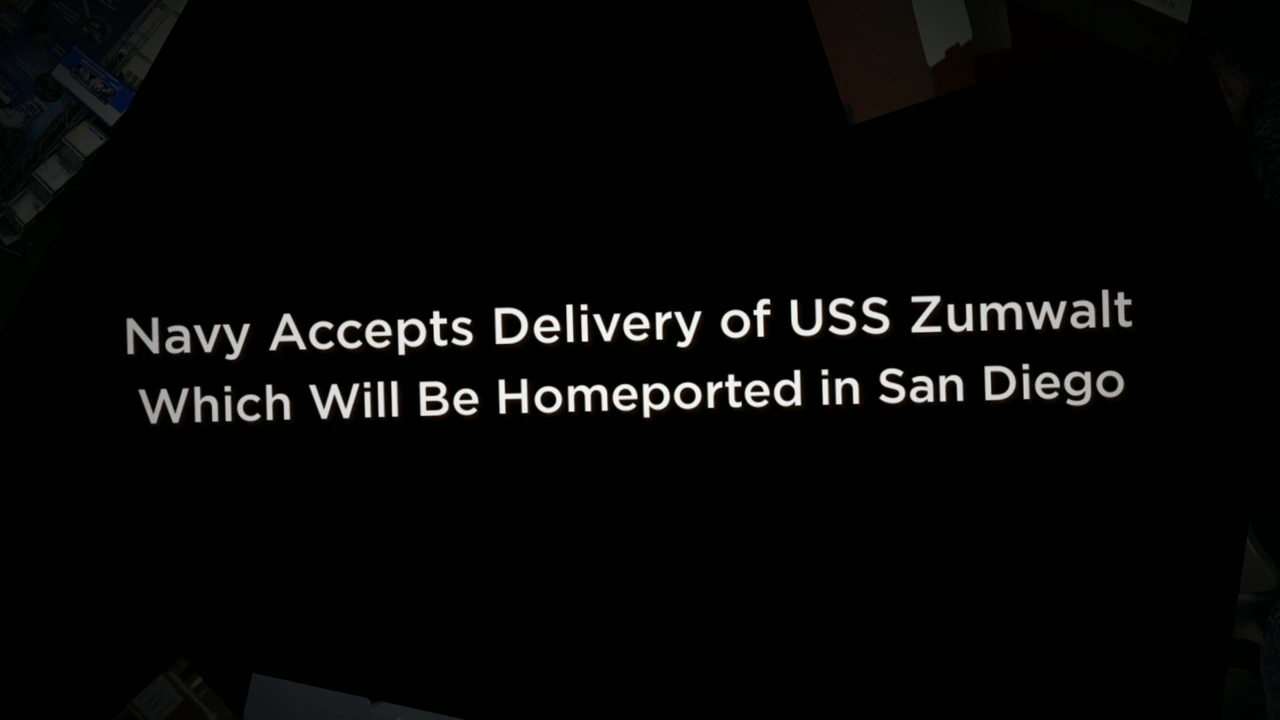 Navy Accepts Delivery of USS Zumwalt
Which Will Be Homeported in San Diego